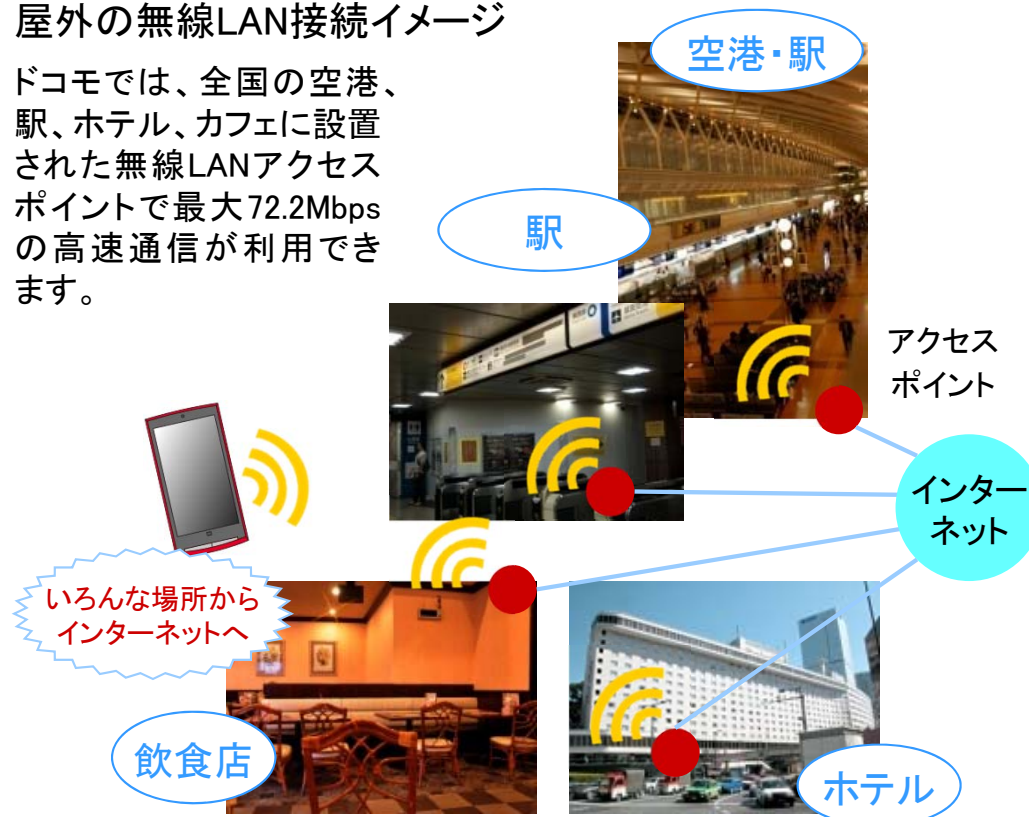 屋外の無線LAN接続イメージ
ドコモでは、全国の空港、
駅、ホテル、カフェに設置
された無線LANアクセス
ポイントで最大72.2Mbps
の高速通信が利用でき
ます。
空港・駅
駅
アクセス
ポイント
インター
ネット
いろんな場所から
インターネットへ
飲食店
ホテル